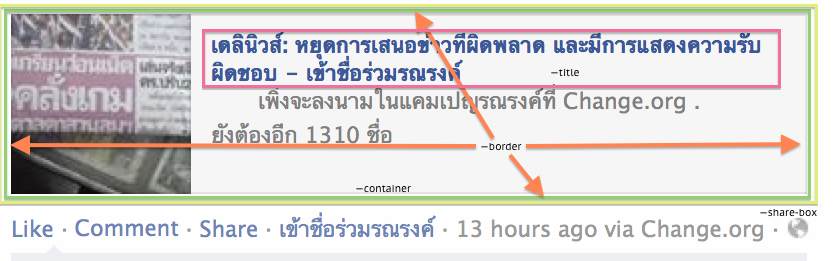 เดลินิวส์: หยุดการเสนอข่าวที่ผิดพลาด และมีการแสดงความรับ
ผิดชอบ – เข้าชื่อร่วมรณรงค์
—title
เพิ่งจะลงนามในแคมเปญรณรงค์ที่ Change.org .
ยังต้องอีก 1310 ชื่อ
—border
—container
—share-box
Like · Comment · Share · เข้าชื่อร่วมรณรงค์ · 13 hours ago via Change.org ·
คลั่งเกม